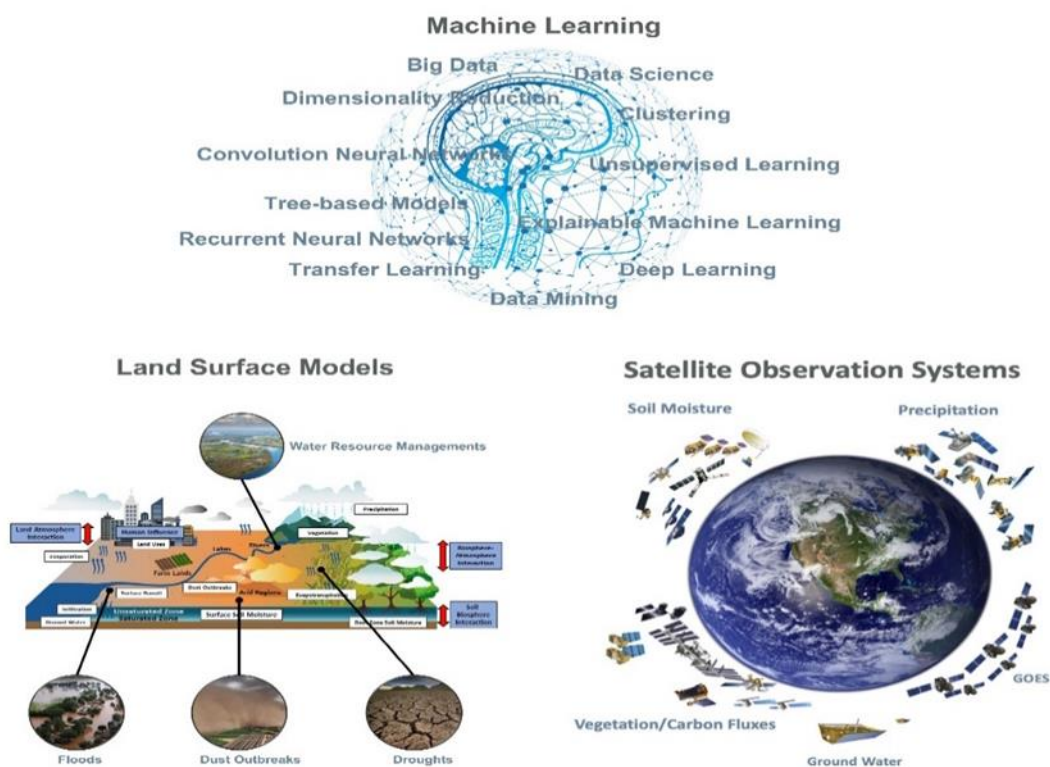 Machine Learning
Big Data
Data Science
Dimensionality Reduction
Clustering
Convolution Neural Networks
Unsupervised Learning
Tree-based Models
Explainable Machine Learning
Recurrent Neural Networks
Transfer Learning
Deep Learning
Data Mining
Land Surface Models
Water Resource Managements
Precipitation
Land Atmosphere
Interaction
Human Influence
Land Uses
Vegetation
Evaporation
Lakes
Rivers
Farm Lands
Biosphere-
Atmosphere
Interaction
Dust Outbreaks
Surface Runoff
Arid Regions
Evapotranspiration
Infiltration
Unsaturated Zone
Surface Soil Moisture
Ground Water
Saturated Zone
Root Zone Soil Moisture
Soil
Biosphere
Interaction
Floods
Dust Outbreaks
Droughts
Satellite Observation Systems
Soil Moisture
Precipitation
GOES
Vegetation/Carbon Fluxes
Ground Water